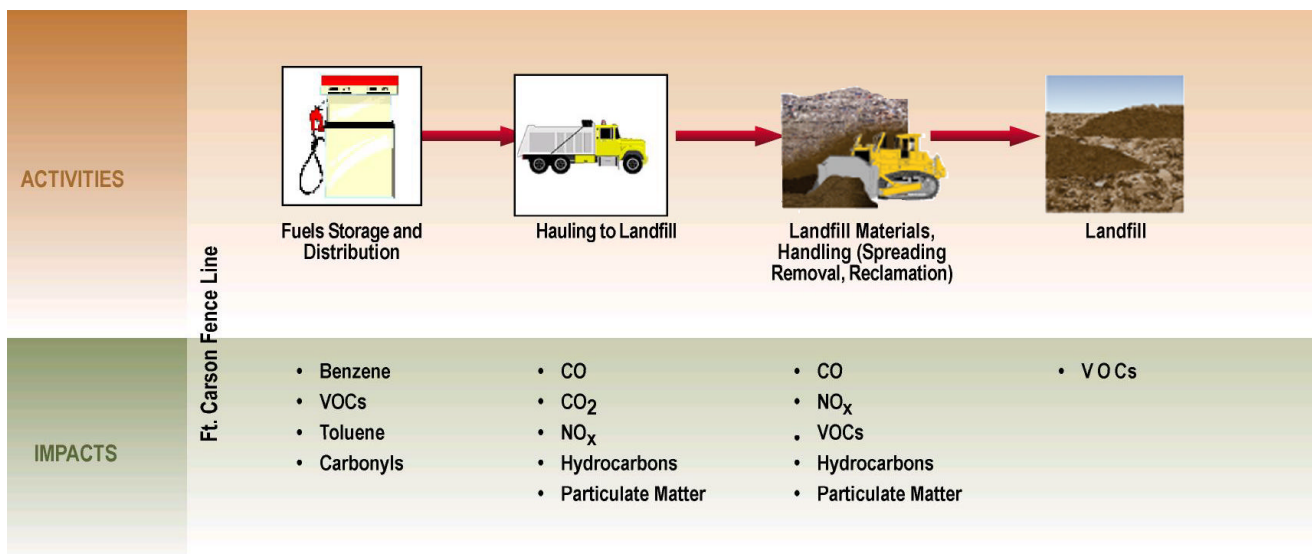 ACTIVITIES
Ft. Carson Fence Line
Fuels Storage and
Distribution
Hauling to Landfill
Landfill Materials,
Handling (Spreading
Removal, Reclamation)
Landfill
IMPACTS
• Benzene
• VOCs
• Toluene
• Carbonyls
• CO
• CO₂
• NOₓ
• Hydrocarbons
• Particulate Matter
• CO
• NOₓ
• VOCs
• Hydrocarbons
• Particulate Matter
• V O C s